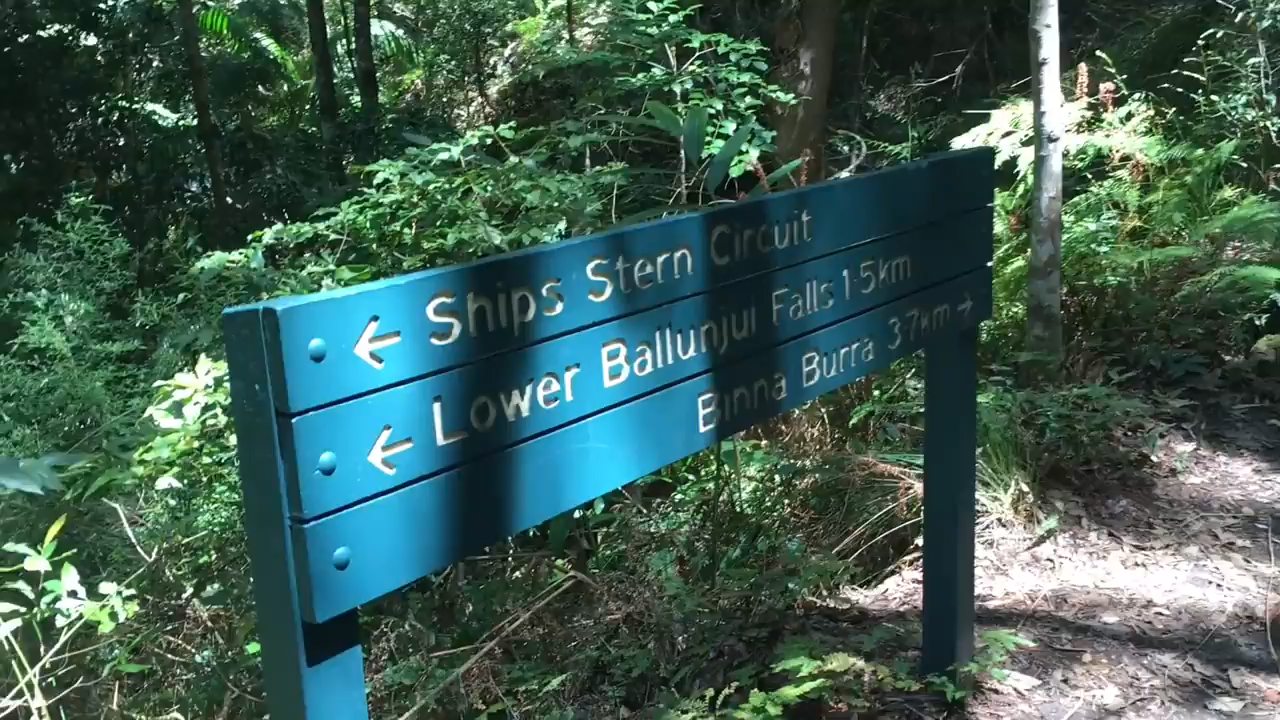 ← Ships Stern Circuit
← Lower Ballunjui Falls 1·5km
Binna Burra 3·7km →